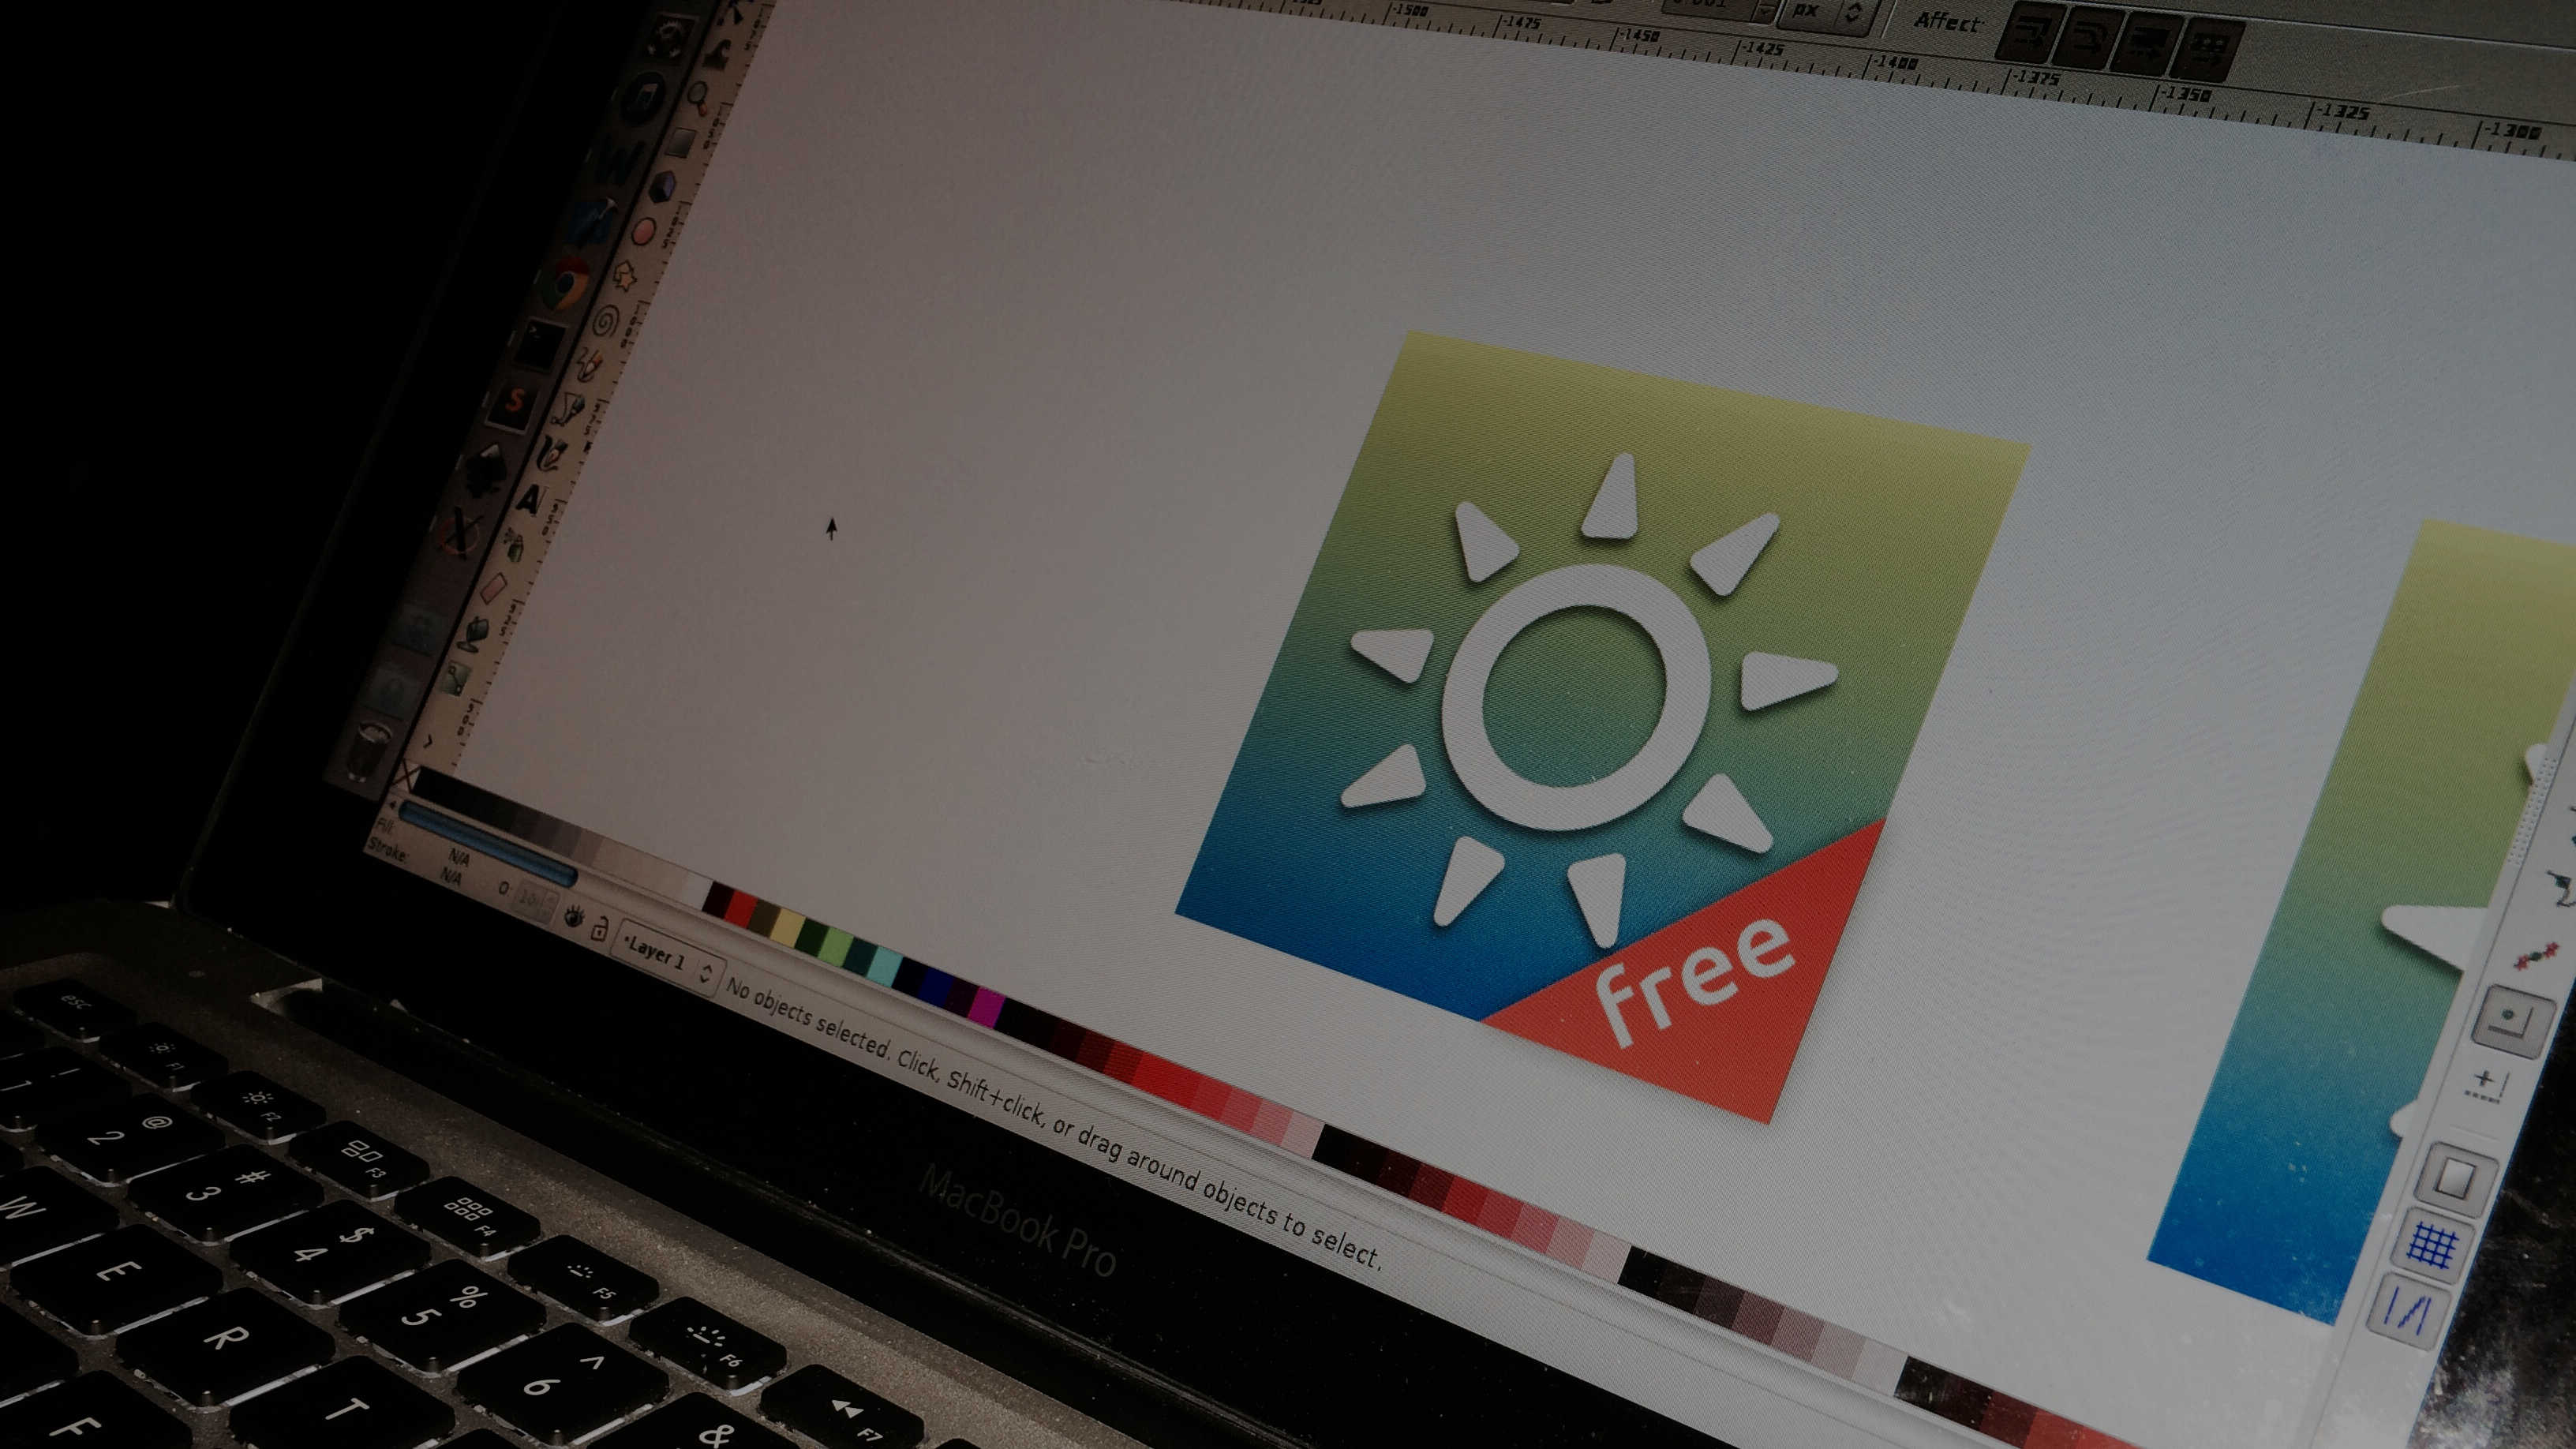 -1500
-1475
-1450
-1425
-1400
-1375
-1350
-1325
-1300
px
Affect:
W
S
A
X
free
Fill:
N/A
Stroke:
N/A
O:
•Layer 1
No objects selected. Click, Shift+click, or drag around objects to select.
MacBook Pro
esc
F1
F2
F3
F4
F5
F6
F7
!
1
@
2
#
3
$
4
%
5
^
6
&
W
E
R
T
F